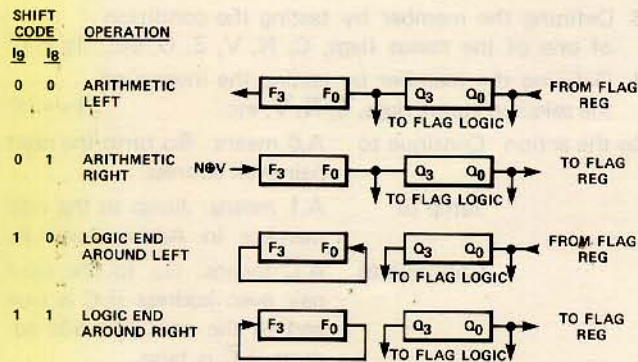 SHIFT
CODE OPERATION
I9 I8
0 0 ARITHMETIC LEFT F3 F0 Q3 Q0 FROM FLAG REG
TO FLAG LOGIC
0 1 ARITHMETIC RIGHT N⊕V F3 F0 Q3 Q0 TO FLAG REG
TO FLAG LOGIC
1 0 LOGIC END AROUND LEFT F3 F0 Q3 Q0 FROM FLAG REG
TO FLAG LOGIC
1 1 LOGIC END AROUND RIGHT F3 F0 Q3 Q0 TO FLAG REG
TO FLAG LOGIC